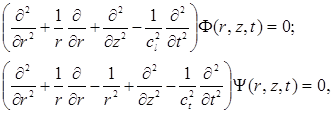 $\left(\frac{\partial^2}{\partial r^2}+\frac{1}{r}\frac{\partial}{\partial r}+\frac{\partial^2}{\partial z^2}-\frac{1}{c_l^2}\frac{\partial^2}{\partial t^2}\right)\Phi(r,z,t)=0;$
$\left(\frac{\partial^2}{\partial r^2}+\frac{1}{r}\frac{\partial}{\partial r}-\frac{1}{r^2}+\frac{\partial^2}{\partial z^2}-\frac{1}{c_t^2}\frac{\partial^2}{\partial t^2}\right)\Psi(r,z,t)=0,$